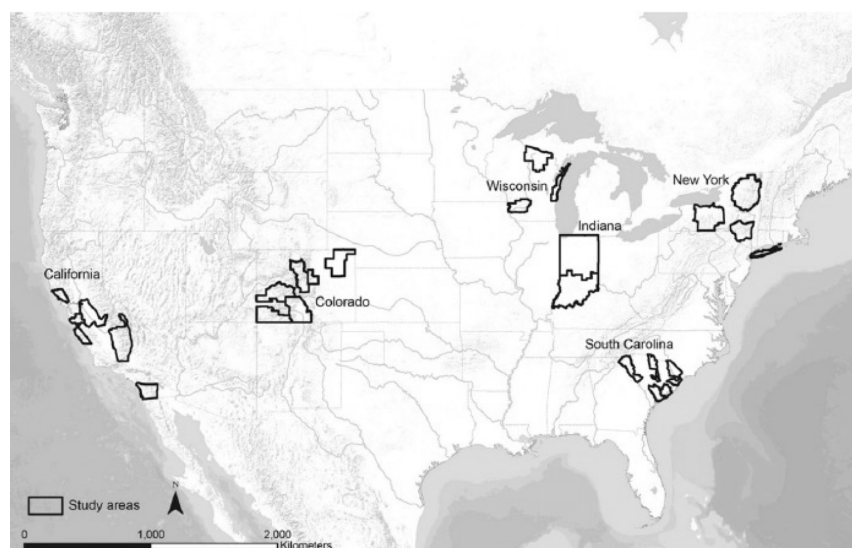 Wisconsin
New York
Indiana
California
Colorado
South Carolina
N
Study areas
0 1,000 2,000
Kilometers